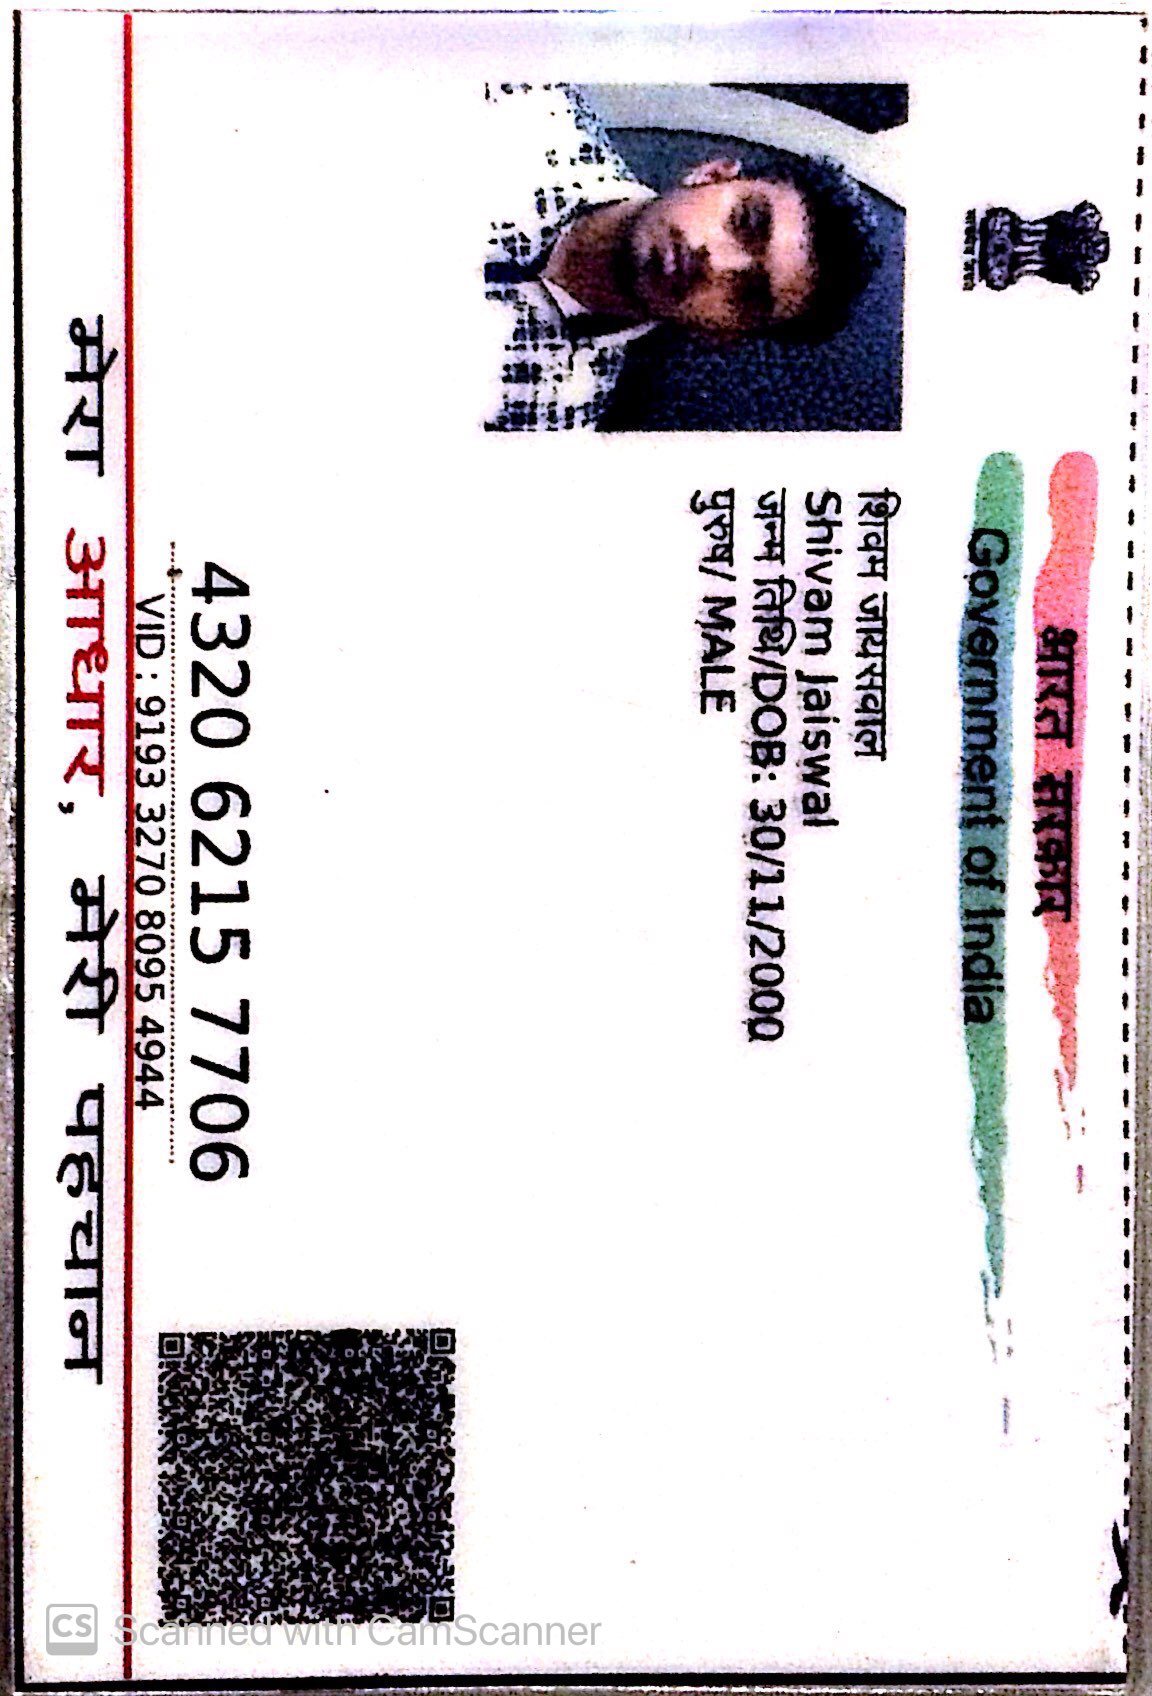 भारत सरकार
Government of India
शिवम जायसवाल
Shivam Jaiswal
जन्म तिथि/DOB: 30/11/2000
पुरुष/ MALE
4320 6215 7706
VID : 9193 3270 8095 4944
मेरा आधार, मेरी पहचान
CS Scanned with CamScanner